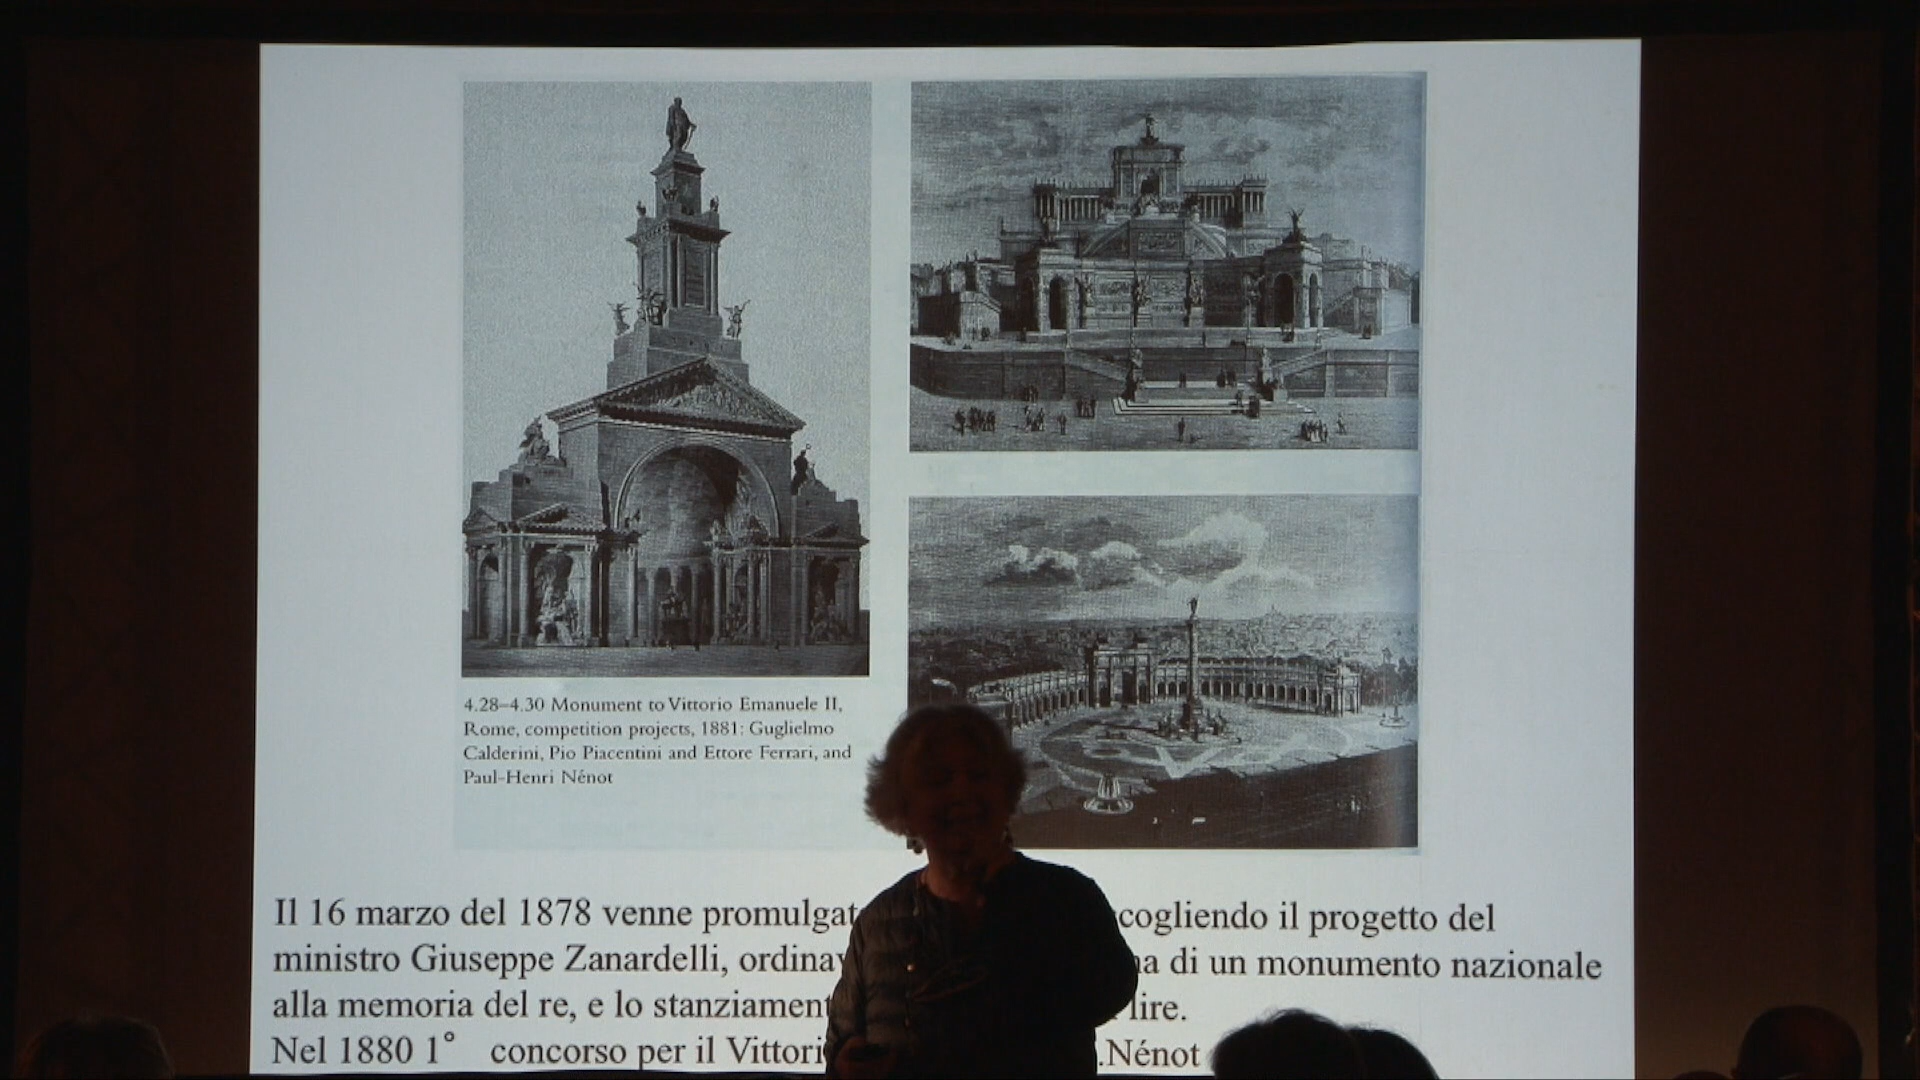 4.28–4.30 Monument to Vittorio Emanuele II,
Rome, competition projects, 1881: Guglielmo
Calderini, Pio Piacentini and Ettore Ferrari, and
Paul-Henri Nénot
Il 16 marzo del 1878 venne promulgat cogliendo il progetto del
ministro Giuseppe Zanardelli, ordinav a di un monumento nazionale
alla memoria del re, e lo stanziament lire.
Nel 1880 1° concorso per il Vittori .Nénot